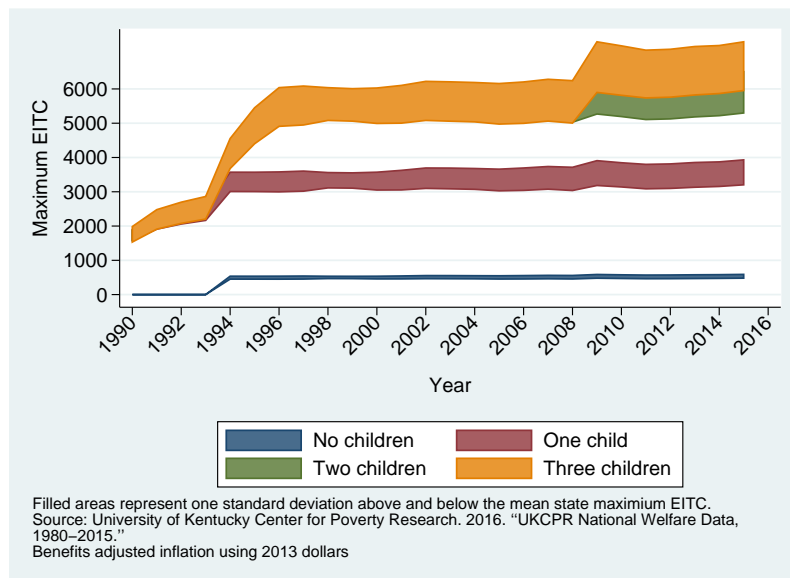 Maximum EITC
6000
5000
4000
3000
2000
1000
0
1990
1992
1994
1996
1998
2000
2002
2004
2006
2008
2010
2012
2014
2016
Year
No children
One child
Two children
Three children
Filled areas represent one standard deviation above and below the mean state maximium EITC.
Source: University of Kentucky Center for Poverty Research. 2016. “UKCPR National Welfare Data,
1980−2015.”
Benefits adjusted inflation using 2013 dollars